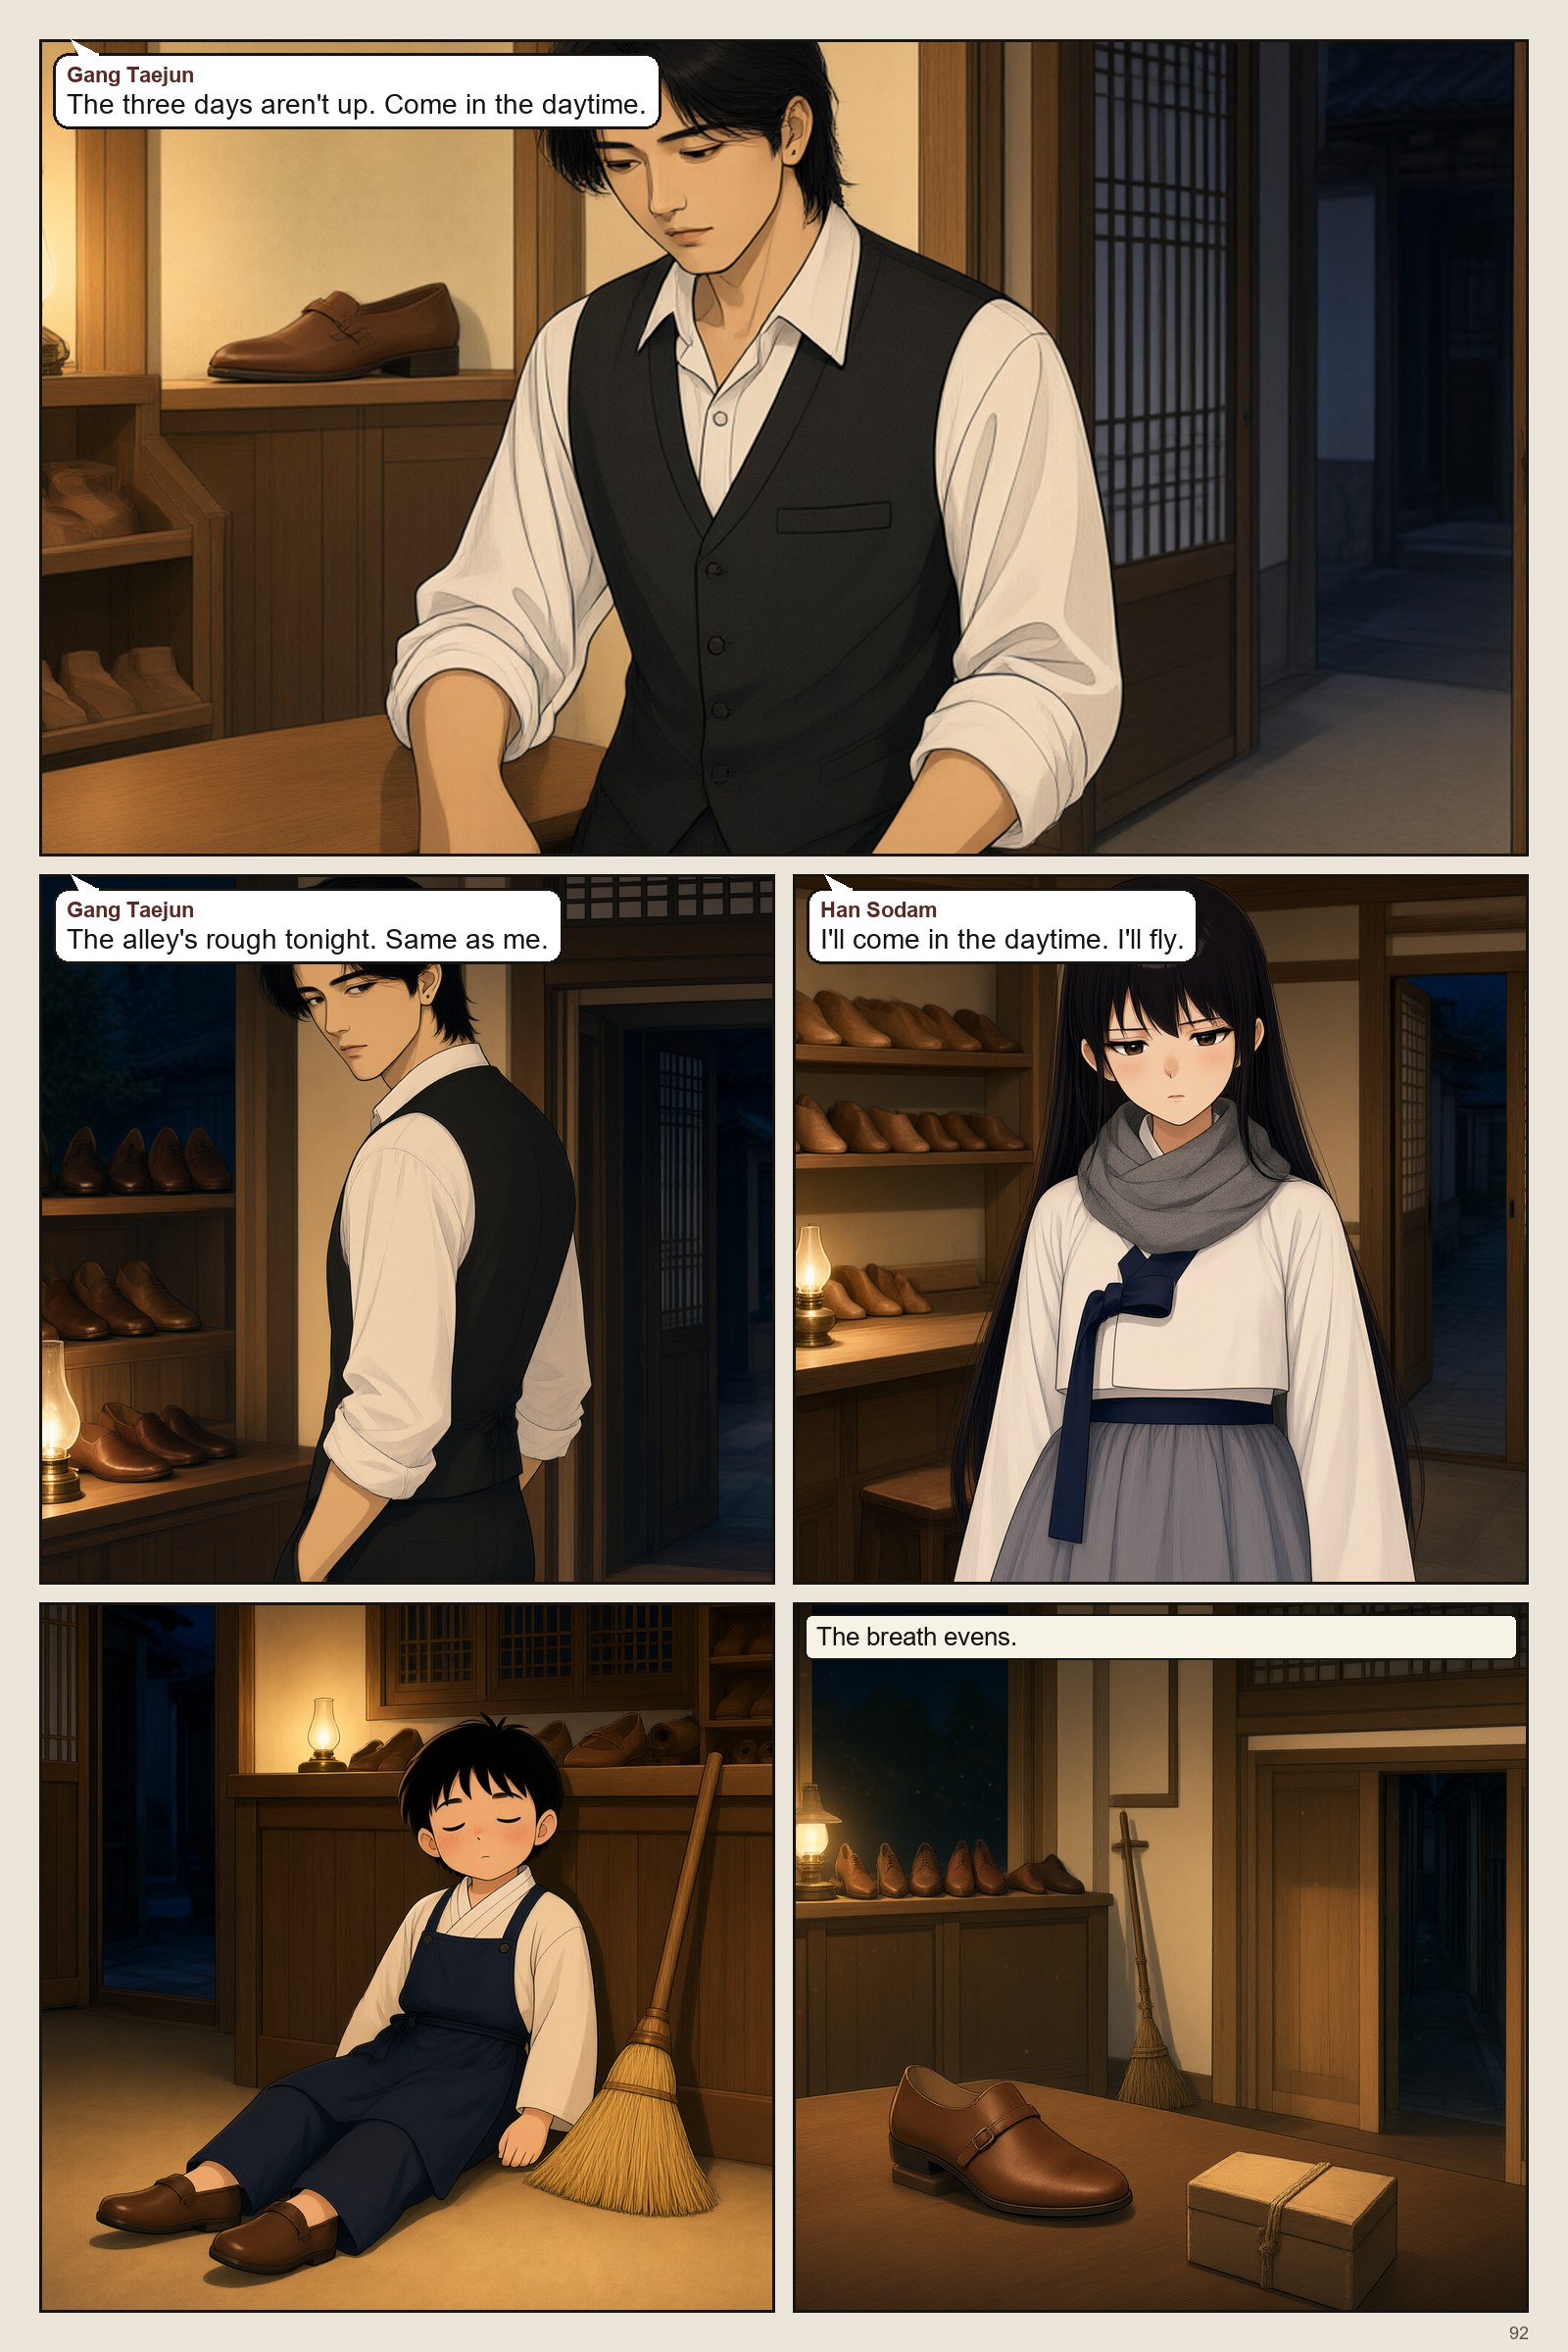 Gang Taejun
The three days aren't up. Come in the daytime.
Gang Taejun
The alley's rough tonight. Same as me.
Han Sodam
I'll come in the daytime. I'll fly.
The breath evens.
92